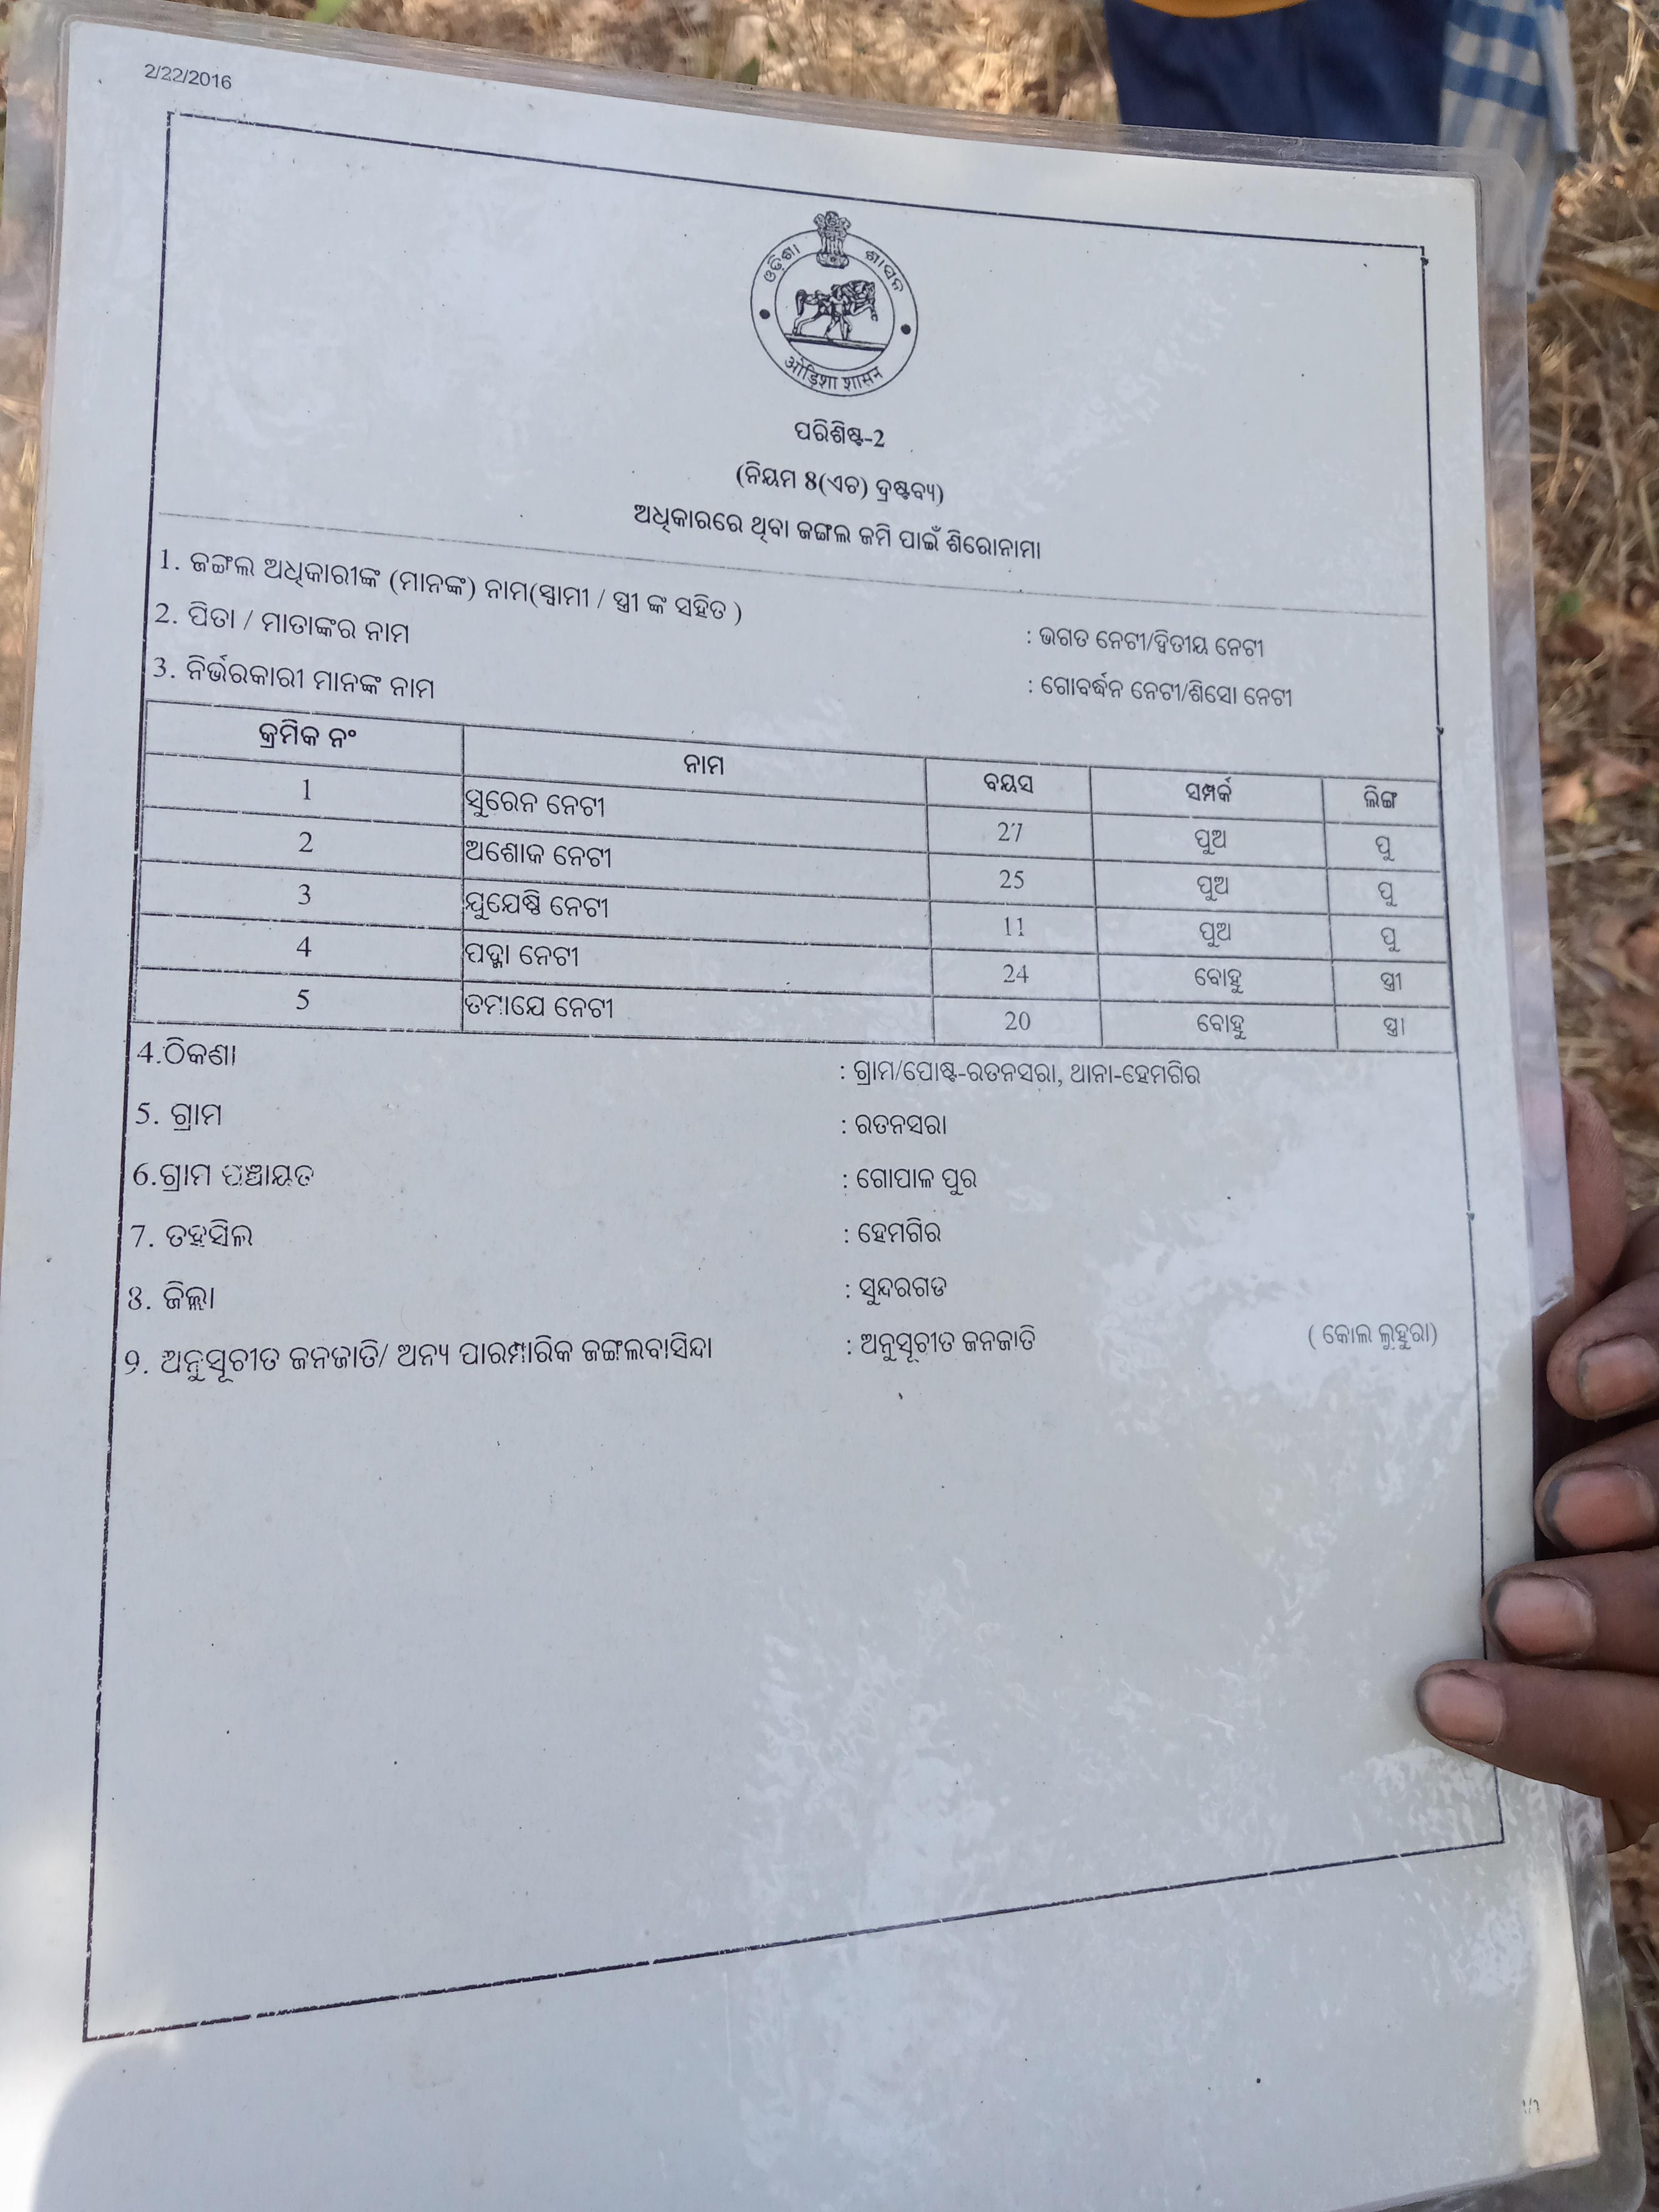 2/22/2016
ଓଡ଼ିଶା ଶାସନ
ओड़िशा शासन
ପରିଶିଷ୍ଟ-2
(ନିୟମ 8(ଏଚ) ଦ୍ରଷ୍ଟବ୍ୟ)
ଅଧିକାରରେ ଥିବା ଜଙ୍ଗଲ ଜମି ପାଇଁ ଶିରୋନାମା
1. ଜଙ୍ଗଲ ଅଧିକାରୀଙ୍କ (ମାନଙ୍କ) ନାମ(ସ୍ୱାମୀ / ସ୍ତ୍ରୀ ଙ୍କ ସହିତ ) : ଭଗତ ନେଟୀ/ଦ୍ୱିତୀୟ ନେଟୀ
2. ପିତା / ମାତାଙ୍କର ନାମ : ଗୋବର୍ଦ୍ଧନ ନେଟୀ/ଶିସୋ ନେଟୀ
3. ନିର୍ଭରକାରୀ ମାନଙ୍କ ନାମ
କ୍ରମିକ ନଂ ନାମ ବୟସ ସମ୍ପର୍କ ଲିଙ୍ଗ
1 ସୁରେନ ନେଟୀ 27 ପୁଅ ପୁ
2 ଅଶୋକ ନେଟୀ 25 ପୁଅ ପୁ
3 ଯୁଯେଷ୍ଠି ନେଟୀ 11 ପୁଅ ପୁ
4 ପଦ୍ମା ନେଟୀ 24 ବୋହୁ ସ୍ତ୍ରୀ
5 ତମାଯେ ନେଟୀ 20 ବୋହୁ ସ୍ତ୍ରୀ
4.ଠିକଣା : ଗ୍ରାମ/ପୋଷ୍ଟ-ରତନସରା, ଥାନା-ହେମଗିର
5. ଗ୍ରାମ : ରତନସରା
6.ଗ୍ରାମ ପଞ୍ଚାୟତ : ଗୋପାଳ ପୁର
7. ତହସିଲ : ହେମଗିର
8. ଜିଲ୍ଲା : ସୁନ୍ଦରଗଡ
9. ଅନୁସୂଚୀତ ଜନଜାତି/ ଅନ୍ୟ ପାରମ୍ପାରିକ ଜଙ୍ଗଲବାସିନ୍ଦା : ଅନୁସୂଚୀତ ଜନଜାତି ( କୋଲ ଲୁହୁରା)